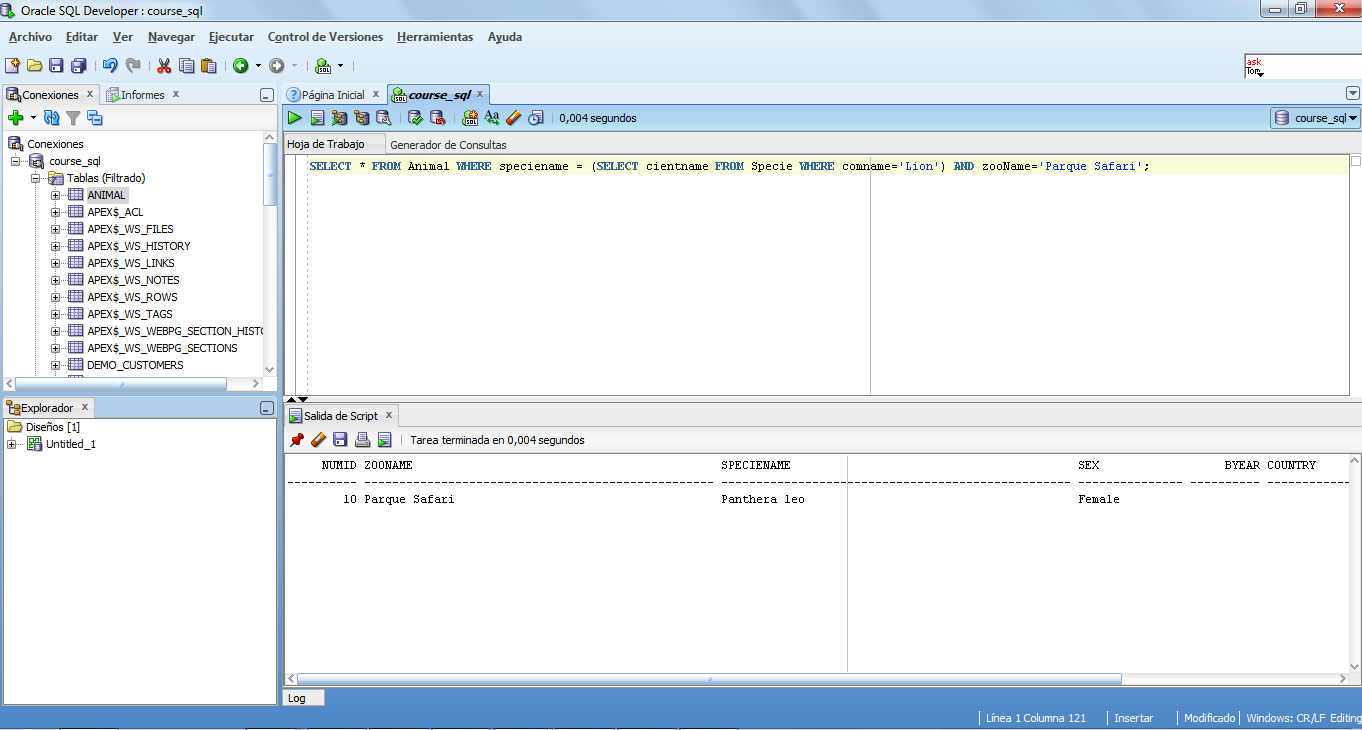 Oracle SQL Developer : course_sql
Archivo Editar Ver Navegar Ejecutar Control de Versiones Herramientas Ayuda
ask
Tom
Conexiones x Informes x
Conexiones
course_sql
Tablas (Filtrado)
ANIMAL
APEX$_ACL
APEX$_WS_FILES
APEX$_WS_HISTORY
APEX$_WS_LINKS
APEX$_WS_NOTES
APEX$_WS_ROWS
APEX$_WS_TAGS
APEX$_WS_WEBPG_SECTION_HISTO
APEX$_WS_WEBPG_SECTIONS
DEMO_CUSTOMERS
Explorador x
Diseños [1]
Untitled_1
Página Inicial x course_sql x
0,004 segundos
course_sql
Hoja de Trabajo Generador de Consultas
SELECT * FROM Animal WHERE speciename = (SELECT cientname FROM Specie WHERE comname='Lion') AND zooName='Parque Safari';
Salida de Script x
Tarea terminada en 0,004 segundos
NUMID ZOONAME SPECIENAME SEX BYEAR COUNTRY
10 Parque Safari Panthera leo Female
Log
Línea 1 Columna 121 Insertar Modificado Windows: CR/LF Editing